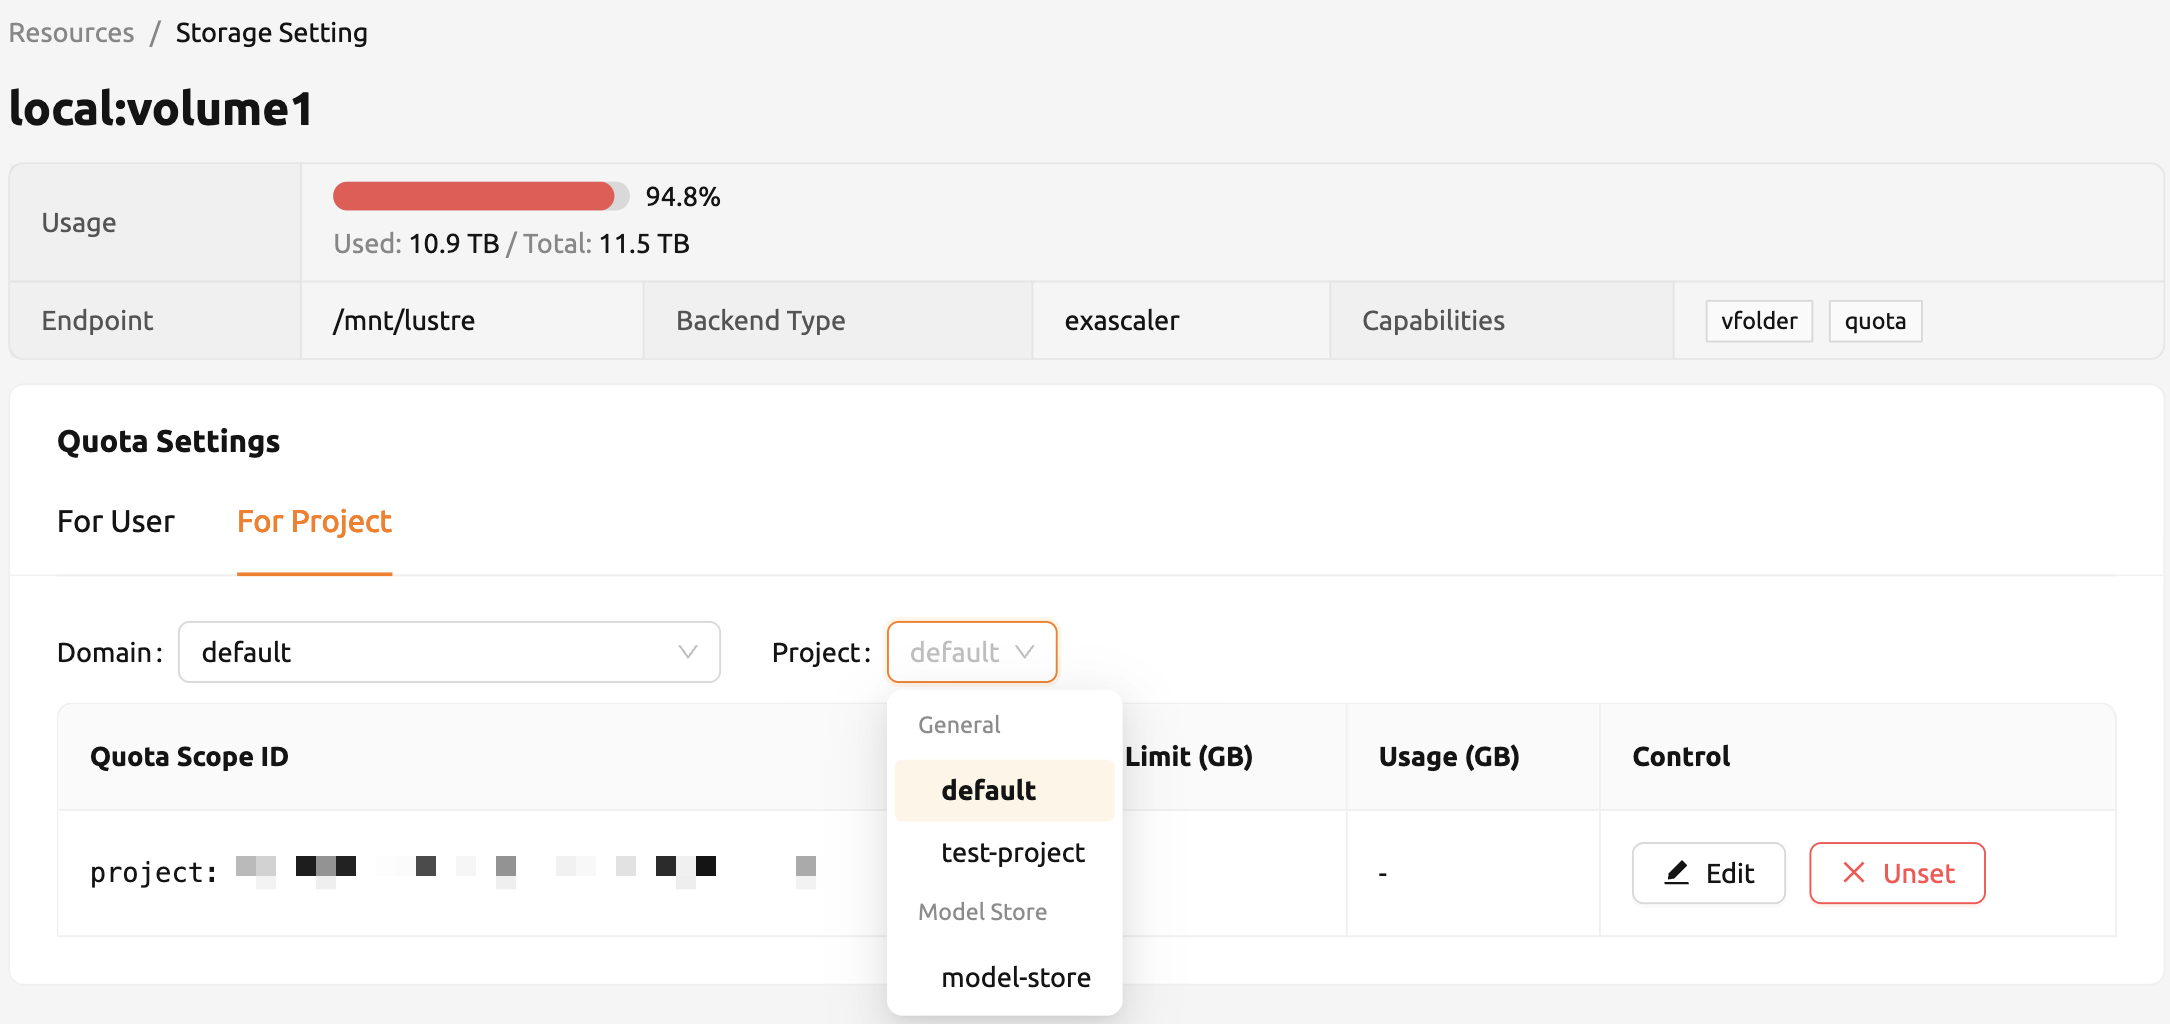 Resources / Storage Setting
local:volume1
Usage
94.8%
Used: 10.9 TB / Total: 11.5 TB
Endpoint /mnt/lustre Backend Type exascaler Capabilities vfolder quota
Quota Settings
For User For Project
Domain: default Project: default
General
default
test-project
Model Store
model-store
Quota Scope ID Limit (GB) Usage (GB) Control
project: - Edit Unset